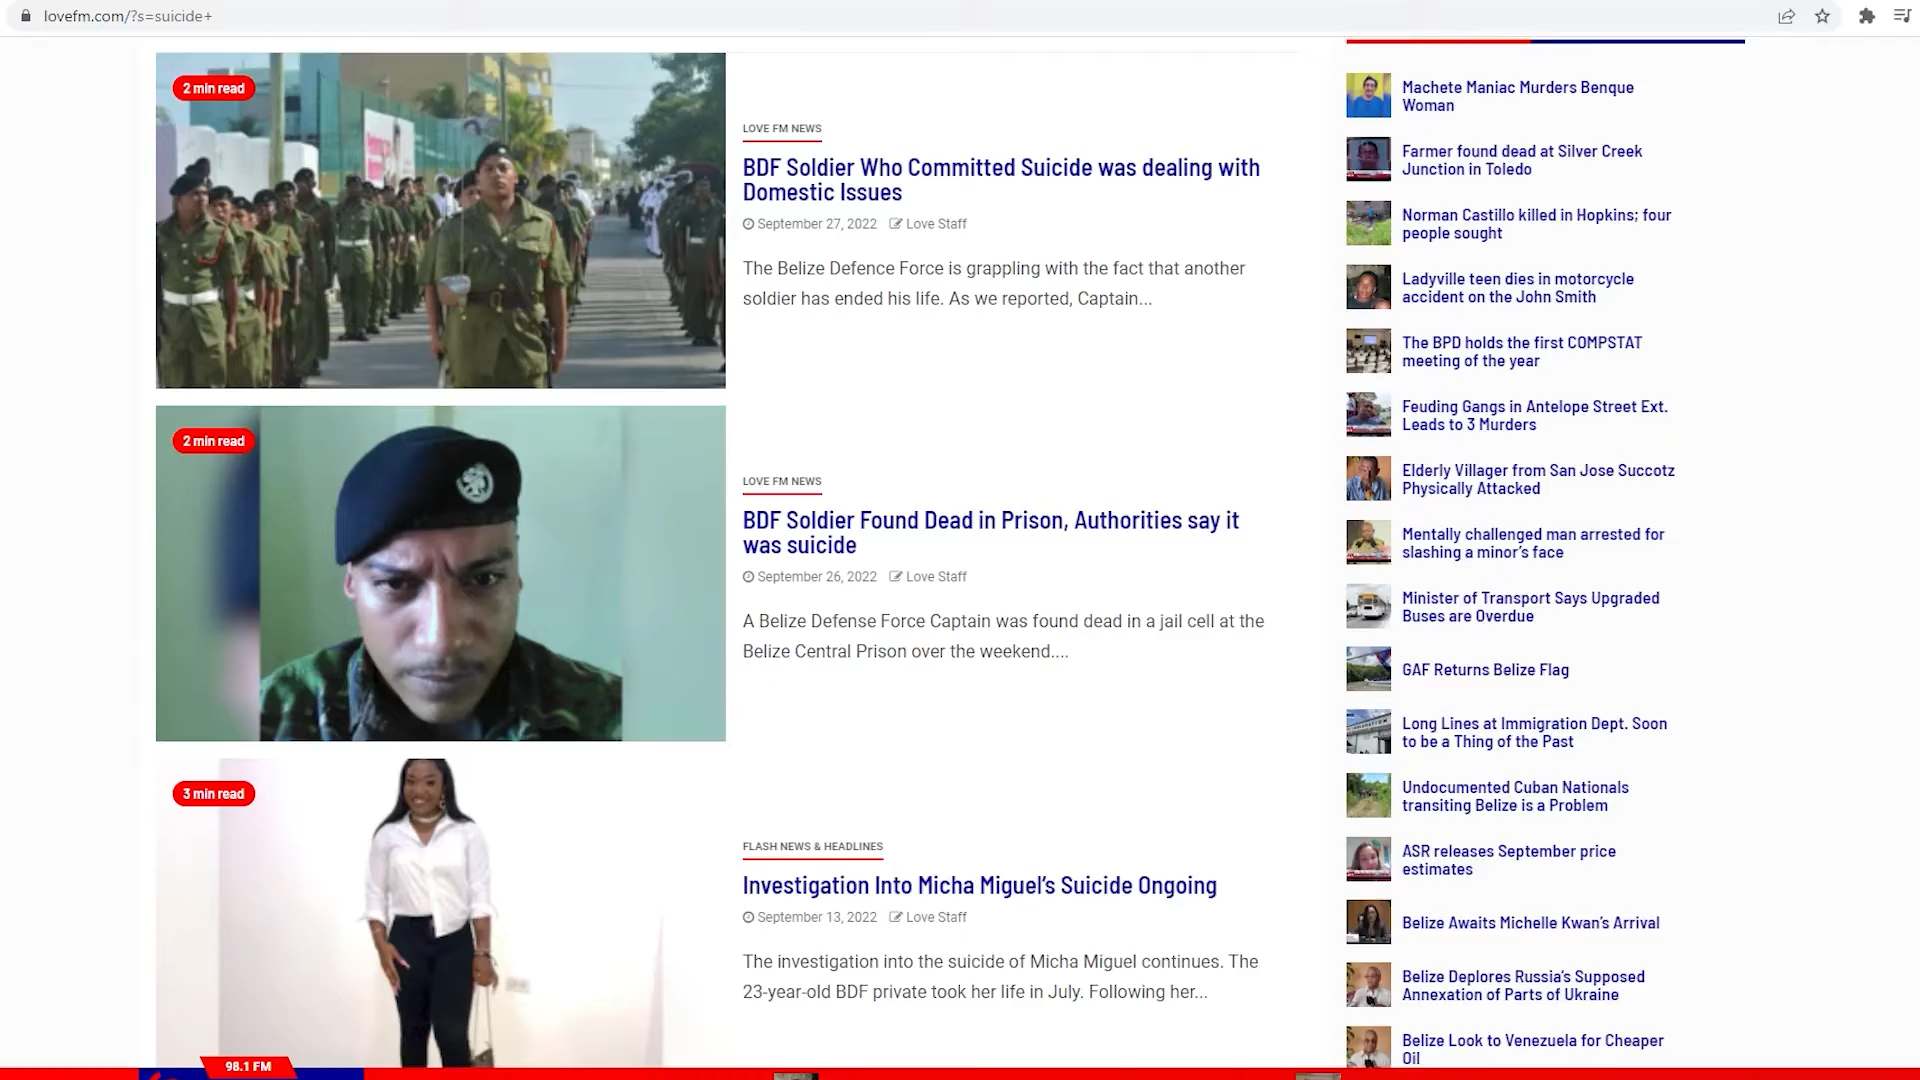 lovefm.com/?s=suicide+
2 min read
LOVE FM NEWS
BDF Soldier Who Committed Suicide was dealing with
Domestic Issues
September 27, 2022 Love Staff
The Belize Defence Force is grappling with the fact that another
soldier has ended his life. As we reported, Captain...
2 min read
LOVE FM NEWS
BDF Soldier Found Dead in Prison, Authorities say it
was suicide
September 26, 2022 Love Staff
A Belize Defense Force Captain was found dead in a jail cell at the
Belize Central Prison over the weekend....
3 min read
FLASH NEWS & HEADLINES
Investigation Into Micha Miguel’s Suicide Ongoing
September 13, 2022 Love Staff
The investigation into the suicide of Micha Miguel continues. The
23-year-old BDF private took her life in July. Following her...
Machete Maniac Murders Benque
Woman
Farmer found dead at Silver Creek
Junction in Toledo
Norman Castillo killed in Hopkins; four
people sought
Ladyville teen dies in motorcycle
accident on the John Smith
The BPD holds the first COMPSTAT
meeting of the year
Feuding Gangs in Antelope Street Ext.
Leads to 3 Murders
Elderly Villager from San Jose Succotz
Physically Attacked
Mentally challenged man arrested for
slashing a minor’s face
Minister of Transport Says Upgraded
Buses are Overdue
GAF Returns Belize Flag
Long Lines at Immigration Dept. Soon
to be a Thing of the Past
Undocumented Cuban Nationals
transiting Belize is a Problem
ASR releases September price
estimates
Belize Awaits Michelle Kwan’s Arrival
Belize Deplores Russia’s Supposed
Annexation of Parts of Ukraine
Belize Look to Venezuela for Cheaper
Oil
98.1 FM